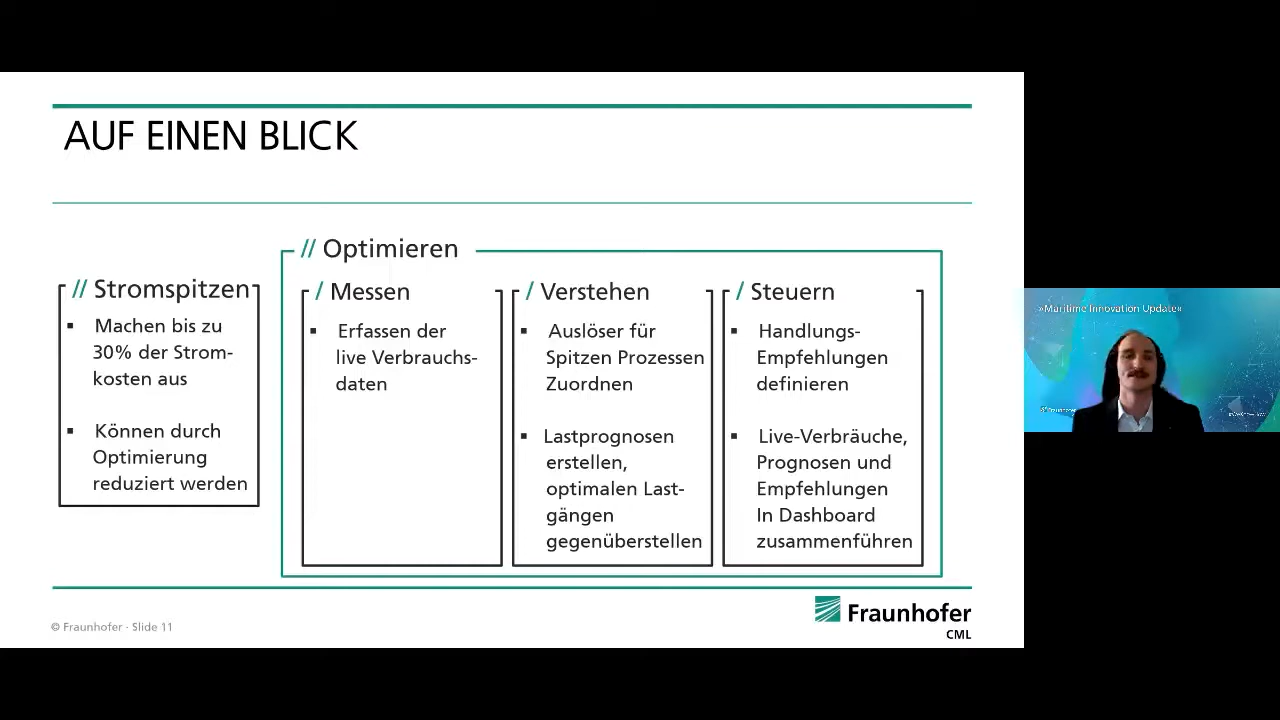 AUF EINEN BLICK
// Stromspitzen
▪ Machen bis zu
30% der Strom-
kosten aus
▪ Können durch
Optimierung
reduziert werden
// Optimieren
/ Messen
▪ Erfassen der
live Verbrauchs-
daten
/ Verstehen
▪ Auslöser für
Spitzen Prozessen
Zuordnen
▪ Lastprognosen
erstellen,
optimalen Last-
gängen
gegenüberstellen
/ Steuern
▪ Handlungs-
Empfehlungen
definieren
▪ Live-Verbräuche,
Prognosen und
Empfehlungen
In Dashboard
zusammenführen
© Fraunhofer · Slide 11
Fraunhofer
CML
»Maritime Innovation Update«
Fraunhofer